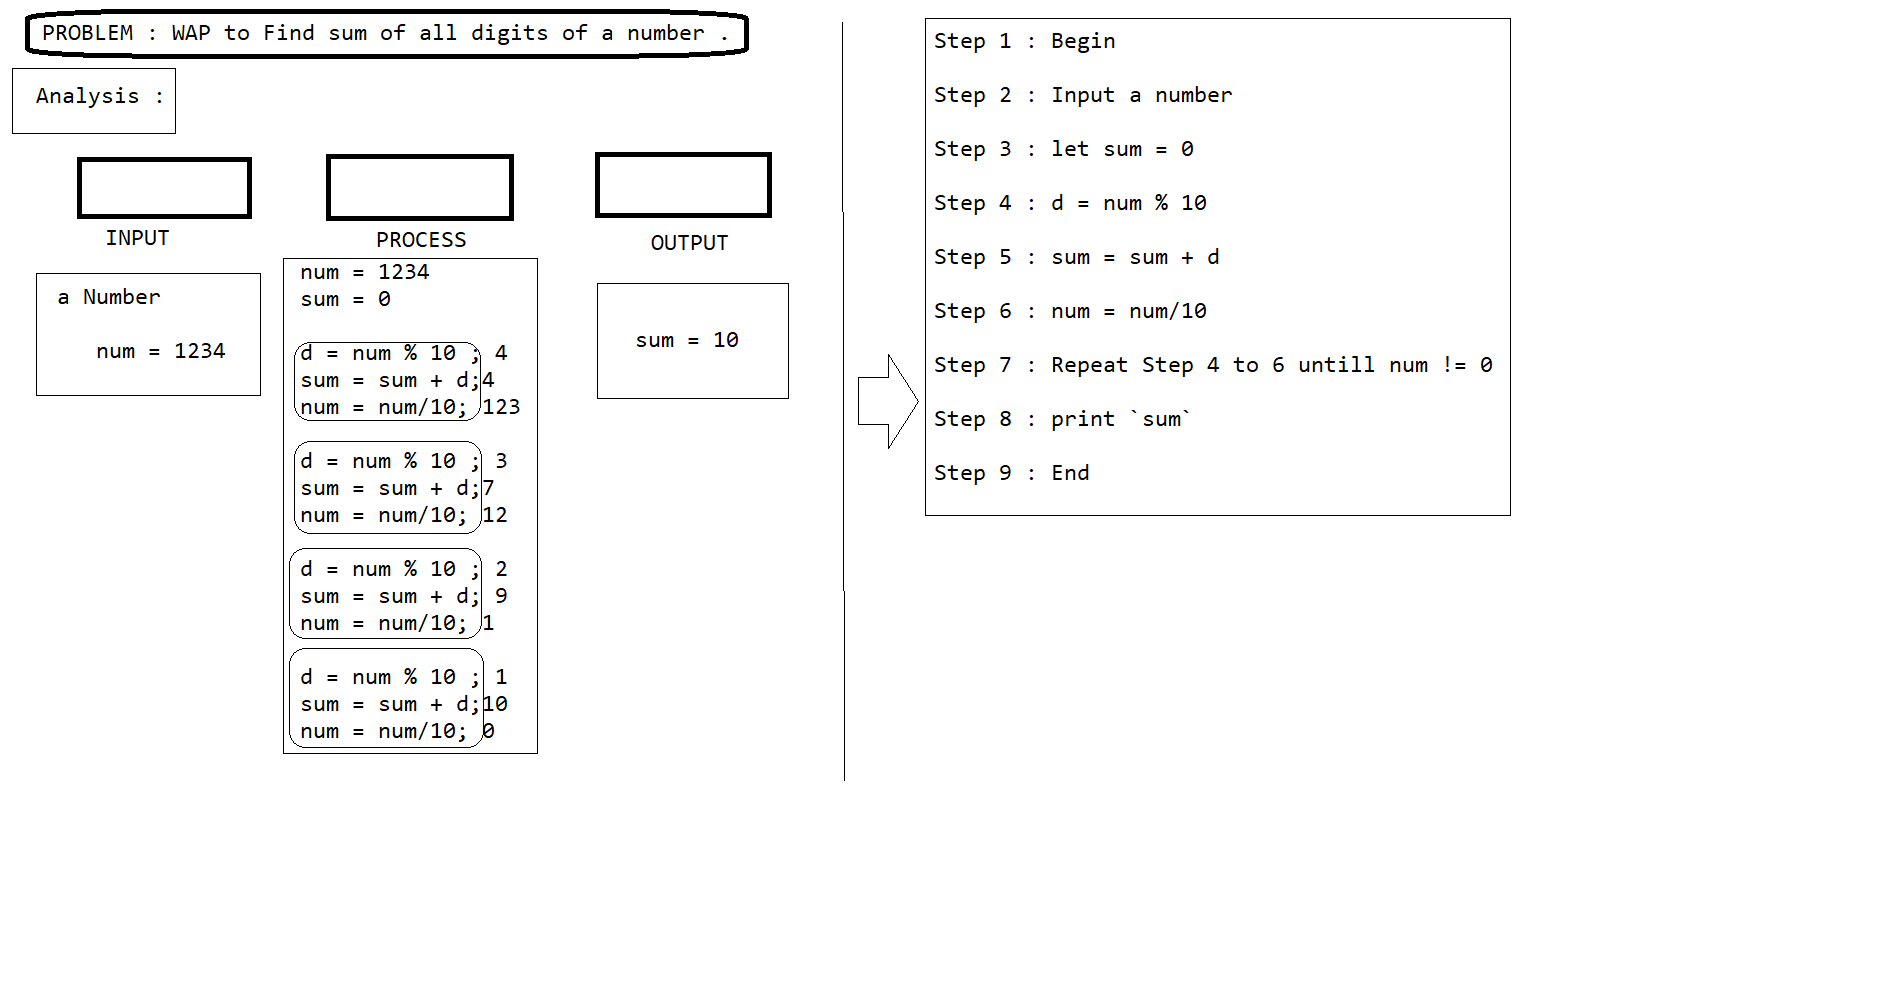 PROBLEM : WAP to Find sum of all digits of a number .
Analysis :
INPUT
a Number
num = 1234
PROCESS
num = 1234
sum = 0
d = num % 10 ; 4
sum = sum + d;4
num = num/10; 123
d = num % 10 ; 3
sum = sum + d;7
num = num/10; 12
d = num % 10 ; 2
sum = sum + d; 9
num = num/10; 1
d = num % 10 ; 1
sum = sum + d;10
num = num/10; 0
OUTPUT
sum = 10
Step 1 : Begin
Step 2 : Input a number
Step 3 : let sum = 0
Step 4 : d = num % 10
Step 5 : sum = sum + d
Step 6 : num = num/10
Step 7 : Repeat Step 4 to 6 untill num != 0
Step 8 : print `sum`
Step 9 : End